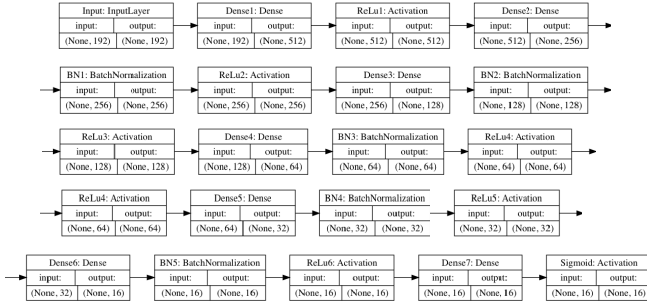 Input: InputLayer Dense1: Dense ReLu1: Activation Dense2: Dense
input: output: input: output: input: output: input: output:
(None, 192) (None, 192) (None, 192) (None, 512) (None, 512) (None, 512) (None, 512) (None, 256)
BN1: BatchNormalization ReLu2: Activation Dense3: Dense BN2: BatchNormalization
input: output: input: output: input: output: input: output:
(None, 256) (None, 256) (None, 256) (None, 256) (None, 256) (None, 128) (None, 128) (None, 128)
ReLu3: Activation Dense4: Dense BN3: BatchNormalization ReLu4: Activation
input: output: input: output: input: output: input: output:
(None, 128) (None, 128) (None, 128) (None, 64) (None, 64) (None, 64) (None, 64) (None, 64)
ReLu4: Activation Dense5: Dense BN4: BatchNormalization ReLu5: Activation
input: output: input: output: input: output: input: output:
(None, 64) (None, 64) (None, 64) (None, 32) (None, 32) (None, 32) (None, 32) (None, 32)
Dense6: Dense BN5: BatchNormalization ReLu6: Activation Dense7: Dense Sigmoid: Activation
input: output: input: output: input: output: input: output: input: output:
(None, 32) (None, 16) (None, 16) (None, 16) (None, 16) (None, 16) (None, 16) (None, 16) (None, 16) (None, 16)